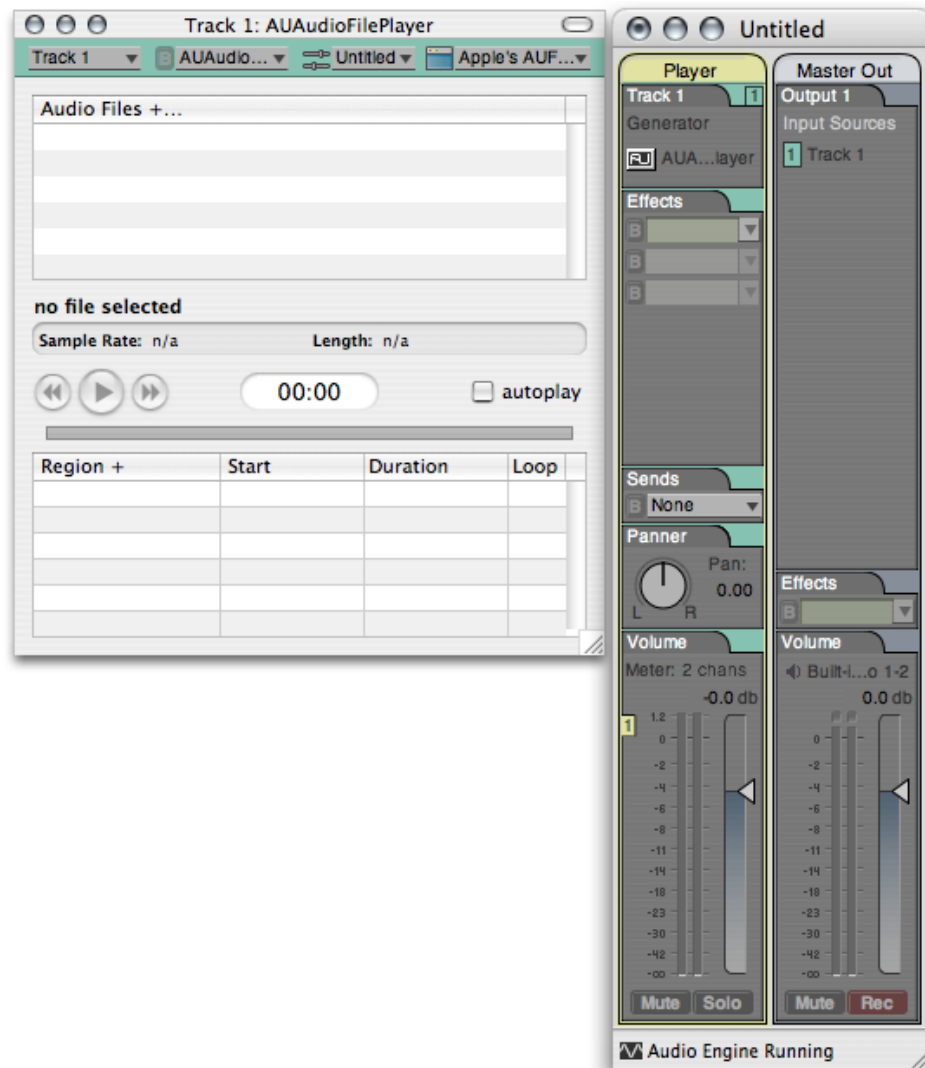 Track 1: AUAudioFilePlayer
Track 1 B AUAudio... Untitled Apple's AUF...
Audio Files +...
no file selected
Sample Rate: n/a Length: n/a
00:00 autoplay
Region + Start Duration Loop
Untitled
Player
Track 1 1
Generator
AU AUA...layer
Effects
B
B
B
Sends
B None
Panner
Pan:
0.00
L R
Volume
Meter: 2 chans
-0.0 db
1.2
1
0
-2
-4
-6
-8
-11
-14
-18
-23
-30
-42
-∞
Mute Solo
Master Out
Output 1
Input Sources
1 Track 1
Effects
B
Volume
Built-i...o 1-2
0.0 db
0
-2
-4
-6
-8
-11
-14
-18
-23
-30
-42
-∞
Mute Rec
Audio Engine Running